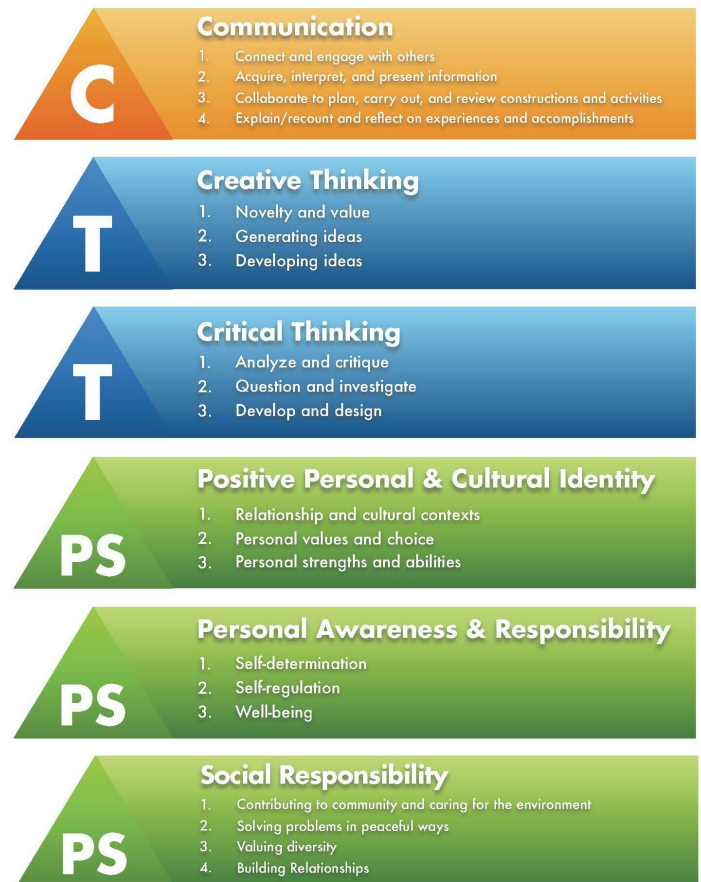 Communication
C
1. Connect and engage with others
2. Acquire, interpret, and present information
3. Collaborate to plan, carry out, and review constructions and activities
4. Explain/recount and reflect on experiences and accomplishments
Creative Thinking
T
1. Novelty and value
2. Generating ideas
3. Developing ideas
Critical Thinking
T
1. Analyze and critique
2. Question and investigate
3. Develop and design
Positive Personal & Cultural Identity
PS
1. Relationship and cultural contexts
2. Personal values and choice
3. Personal strengths and abilities
Personal Awareness & Responsibility
PS
1. Self-determination
2. Self-regulation
3. Well-being
Social Responsibility
PS
1. Contributing to community and caring for the environment
2. Solving problems in peaceful ways
3. Valuing diversity
4. Building Relationships